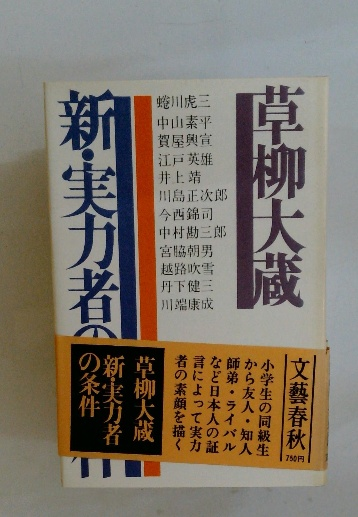 草柳大蔵
蜷川虎三
中山素平
賀屋興宣
江戸英雄
井上靖
川島正次郎
今西錦司
中村勘三郎
宮脇朝男
越路吹雪
丹下健三
川端康成
新・実力者の
文藝春秋
750円
小学生の同級生
から友人・知人
師弟・ライバル
など日本人の証
言によって実力
者の素顔を描く
草柳大蔵
新・実力者
の条件